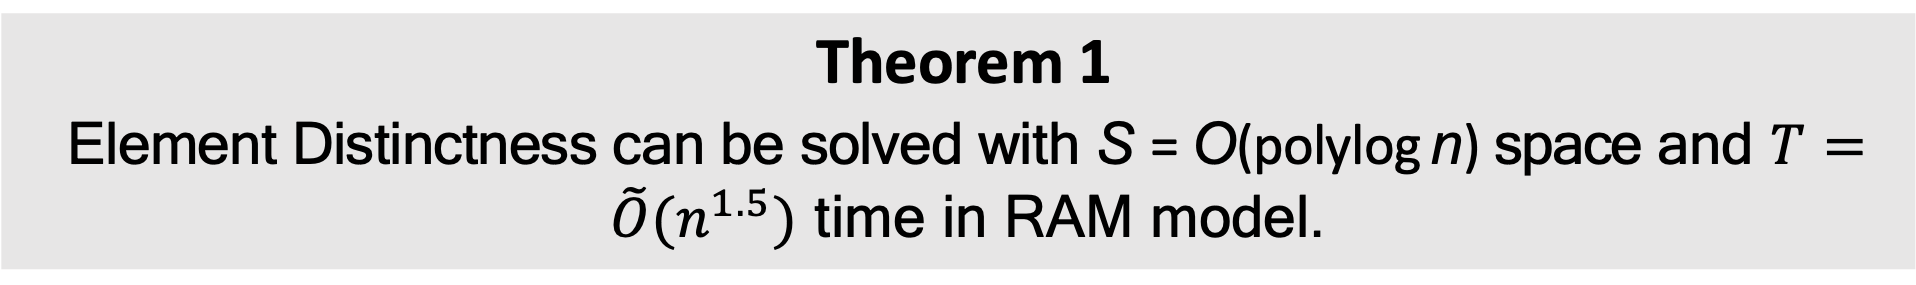 Theorem 1
Element Distinctness can be solved with S = O(polylog n) space and T =
Õ(n^{1.5}) time in RAM model.